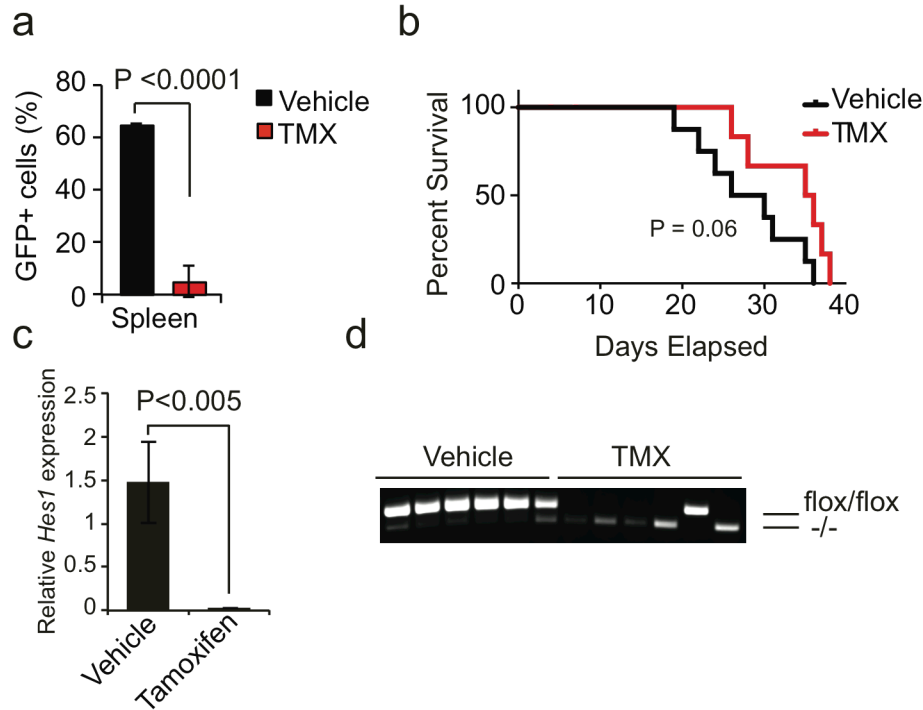 a
P <0.0001
GFP+ cells (%)
80
60
40
20
0
Spleen
Vehicle
TMX
b
Percent Survival
100
50
0
0 10 20 30 40
Days Elapsed
P = 0.06
Vehicle
TMX
c
P<0.005
Relative Hes1 expression
2.5
2
1.5
1
0.5
0
Vehicle
Tamoxifen
d
Vehicle TMX
flox/flox
-/-